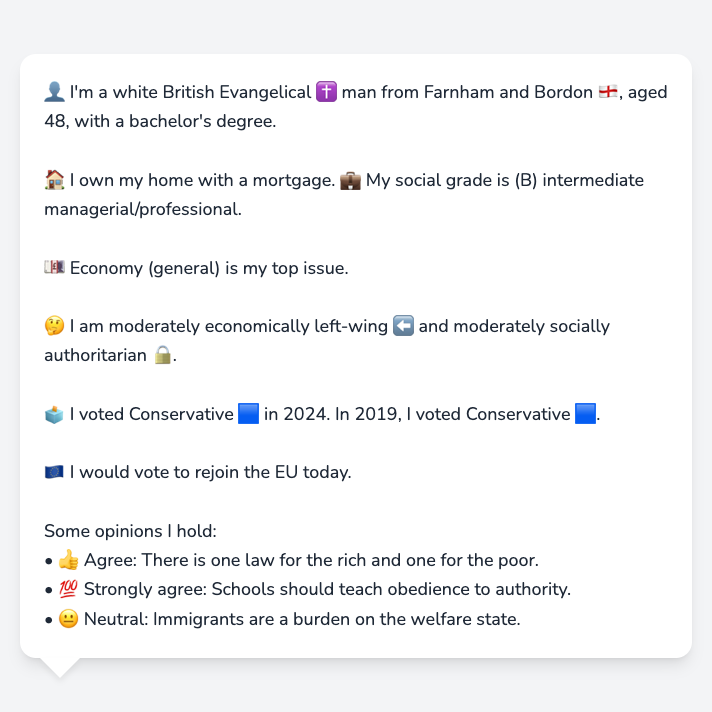 👤 I'm a white British Evangelical ✝️ man from Farnham and Bordon 🏴󠁧󠁢󠁥󠁮󠁧󠁿, aged
48, with a bachelor's degree.
🏠 I own my home with a mortgage. 💼 My social grade is (B) intermediate
managerial/professional.
💷 Economy (general) is my top issue.
🤔 I am moderately economically left-wing ⬅️ and moderately socially
authoritarian 🔒.
🗳️ I voted Conservative 🟦 in 2024. In 2019, I voted Conservative 🟦.
🇪🇺 I would vote to rejoin the EU today.
Some opinions I hold:
• 👍 Agree: There is one law for the rich and one for the poor.
• 💯 Strongly agree: Schools should teach obedience to authority.
• 😐 Neutral: Immigrants are a burden on the welfare state.